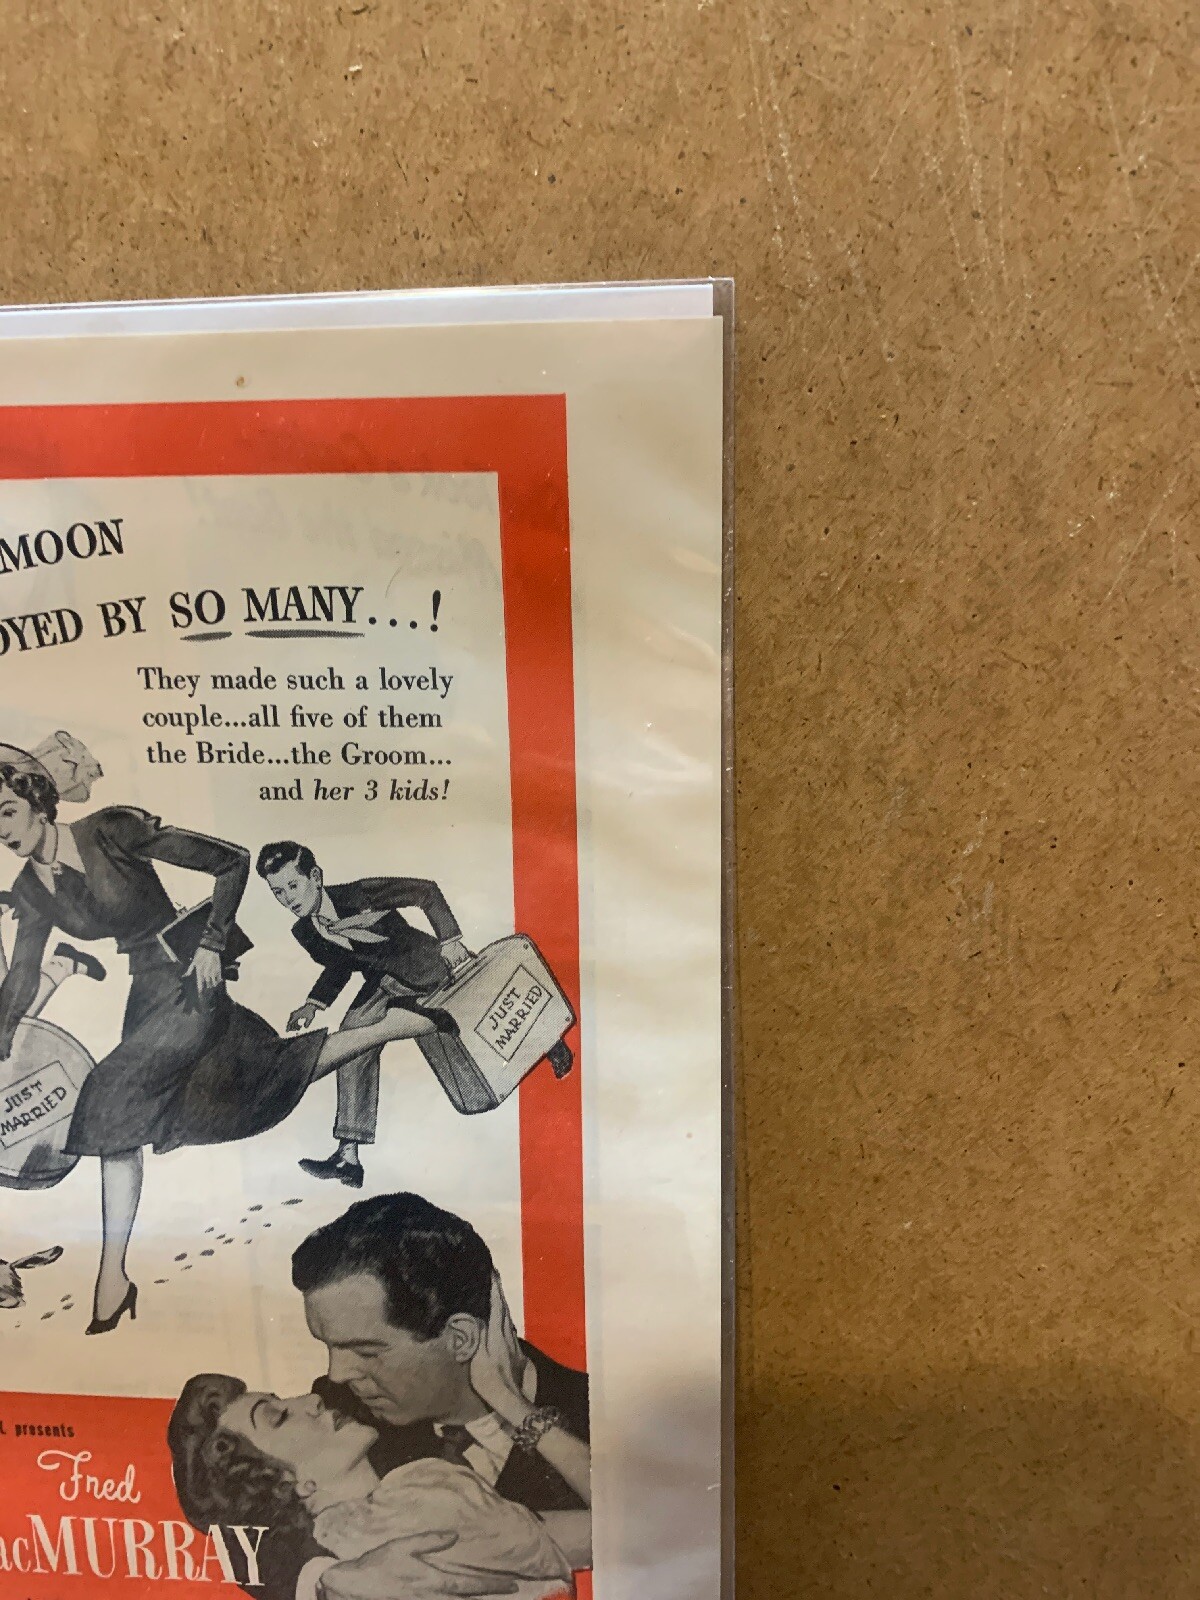 MOON
OYED BY SO MANY...!
They made such a lovely
couple...all five of them
the Bride...the Groom...
and her 3 kids!
JUST
MARRIED
JUST
MARRIED
L presents
Fred
acMURRAY